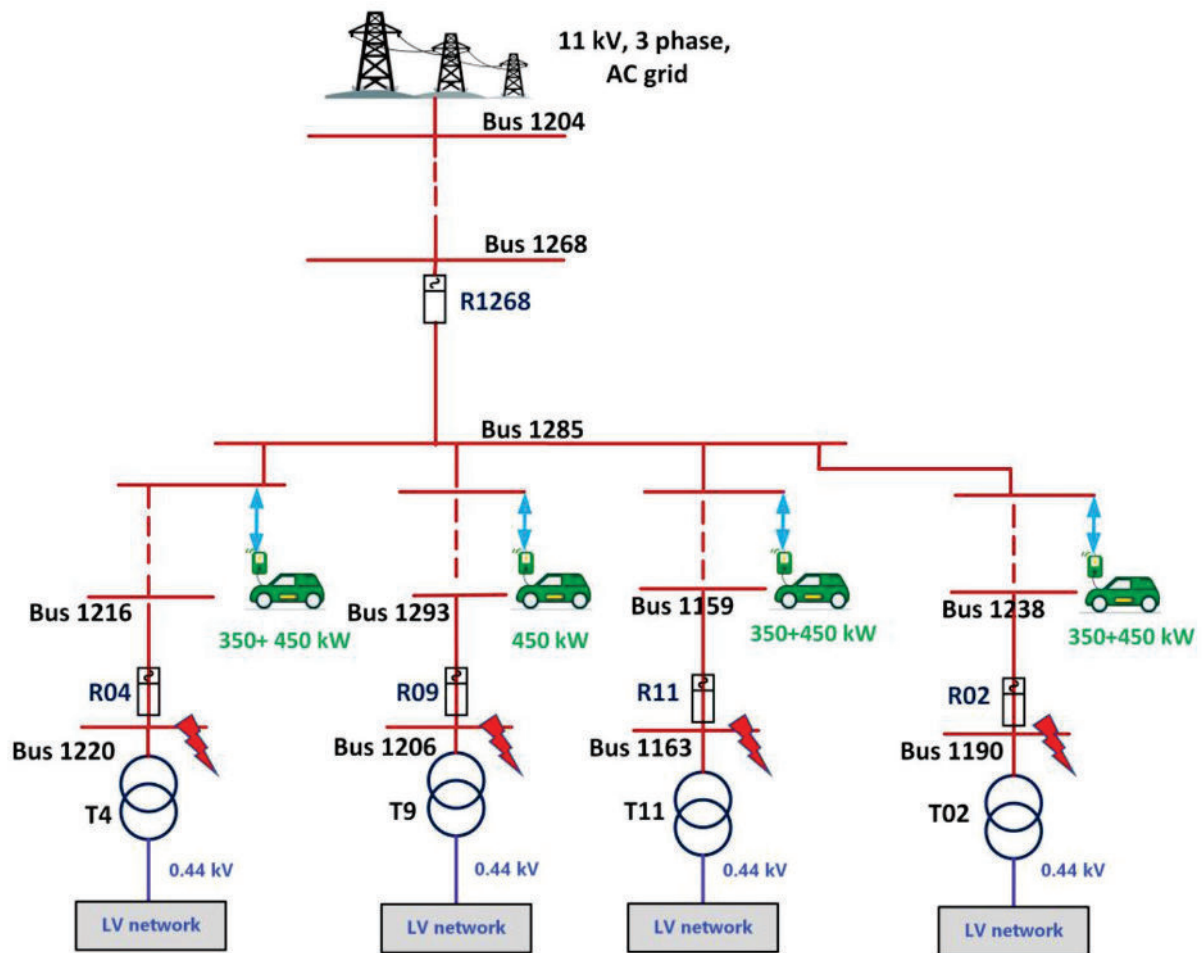 11 kV, 3 phase,
AC grid
Bus 1204
Bus 1268
R1268
Bus 1285
Bus 1216
350+ 450 kW
Bus 1293
450 kW
Bus 1159
350+450 kW
Bus 1238
350+450 kW
R04
R09
R11
R02
Bus 1220
Bus 1206
Bus 1163
Bus 1190
T4
T9
T11
T02
0.44 kV
0.44 kV
0.44 kV
0.44 kV
LV network
LV network
LV network
LV network